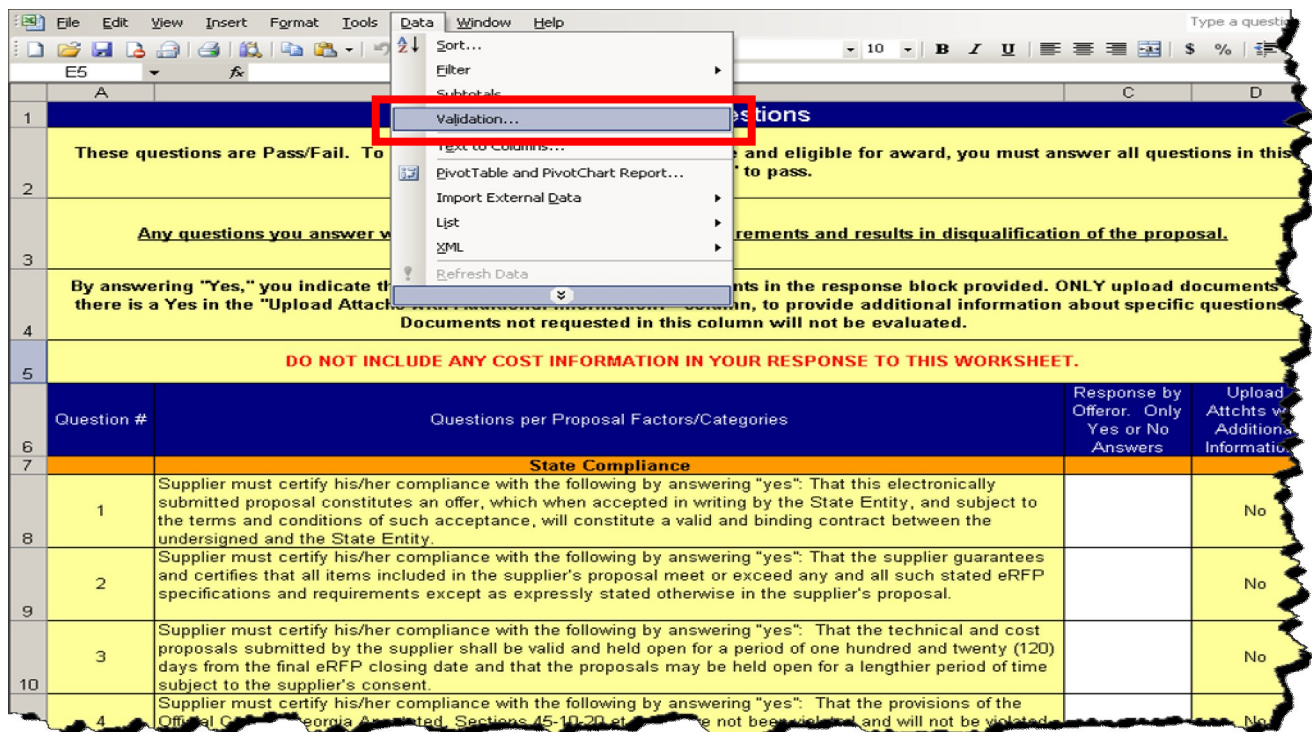 File Edit View Insert Format Tools Data Window Help Type a
10 B I U $ %
E5 fx
Sort...
Filter
Subtotals
Validation...
Text to Columns...
PivotTable and PivotChart Report...
Import External Data
List
XML
Refresh Data
A C D
1
These questions are Pass/Fail. To and eligible for award, you must answer all questions in this
to pass.
2
Any questions you answer and results in disqualification of the proposal.
3
By answering "Yes," you indicate in the response block provided. ONLY upload documents
there is a Yes in the "Upload to provide additional information about specific questions
Documents not requested in this column will not be evaluated.
4
DO NOT INCLUDE ANY COST INFORMATION IN YOUR RESPONSE TO THIS WORKSHEET.
5
Question #
Questions per Proposal Factors/Categories
Response by
Offeror. Only
Yes or No
Answers
Upload
Attchts
6
7 State Compliance
Supplier must certify his/her compliance with the following by answering "yes": That this electronically
submitted proposal constitutes an offer, which when accepted in writing by the State Entity, and subject to
the terms and conditions of such acceptance, will constitute a valid and binding contract between the
undersigned and the State Entity.
1
No
8
Supplier must certify his/her compliance with the following by answering "yes": That the supplier guarantees
and certifies that all items included in the supplier's proposal meet or exceed any and all such stated eRFP
specifications and requirements except as expressly stated otherwise in the supplier's proposal.
2
No
9
Supplier must certify his/her compliance with the following by answering "yes": That the technical and cost
proposals submitted by the supplier shall be valid and held open for a period of one hundred and twenty (120)
days from the final eRFP closing date and that the proposals may be held open for a lengthier period of time
subject to the supplier's consent.
3
No
10
Supplier must certify his/her compliance with the following by answering "yes": That the provisions of the
4 Sections 45-10-20 et not been and will not be violated No